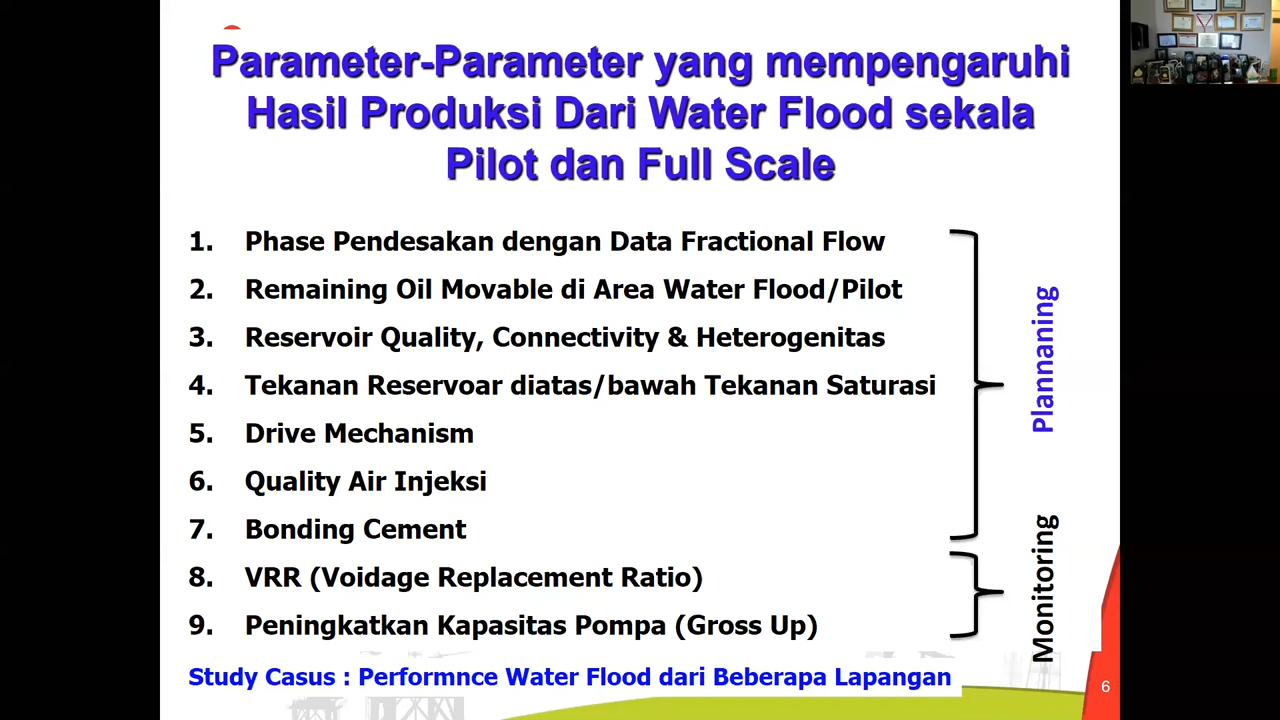 Parameter-Parameter yang mempengaruhi
Hasil Produksi Dari Water Flood sekala
Pilot dan Full Scale
1. Phase Pendesakan dengan Data Fractional Flow
2. Remaining Oil Movable di Area Water Flood/Pilot
3. Reservoir Quality, Connectivity & Heterogenitas
4. Tekanan Reservoar diatas/bawah Tekanan Saturasi
5. Drive Mechanism
6. Quality Air Injeksi
7. Bonding Cement
Plannaning
8. VRR (Voidage Replacement Ratio)
9. Peningkatkan Kapasitas Pompa (Gross Up)
Monitoring
Study Casus : Performnce Water Flood dari Beberapa Lapangan
6